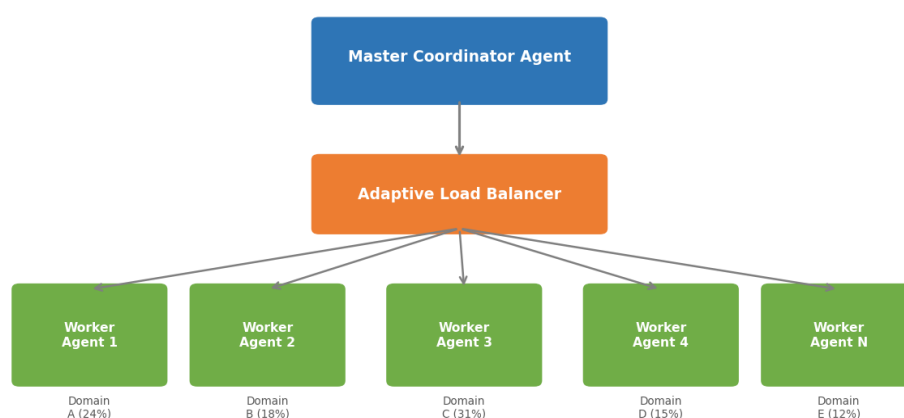 Master Coordinator Agent
Adaptive Load Balancer
Worker
Agent 1
Worker
Agent 2
Worker
Agent 3
Worker
Agent 4
Worker
Agent N
Domain
A (24%)
Domain
B (18%)
Domain
C (31%)
Domain
D (15%)
Domain
E (12%)